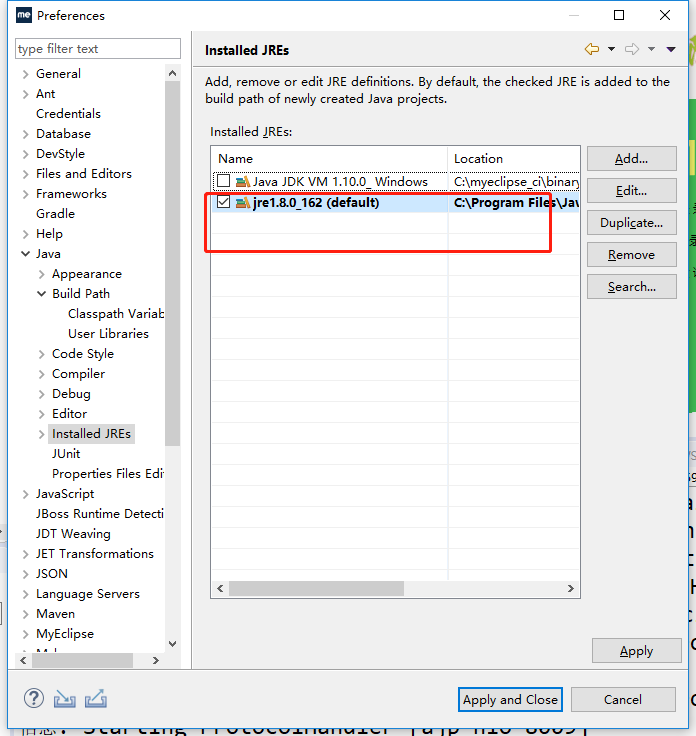 me Preferences
type filter text
Installed JREs
General
Ant
Credentials
Database
DevStyle
Files and Editors
Frameworks
Gradle
Help
Java
Appearance
Build Path
Classpath Variab
User Libraries
Code Style
Compiler
Debug
Editor
Installed JREs
JUnit
Properties Files Edi
JavaScript
JBoss Runtime Detecti
JDT Weaving
JET Transformations
JSON
Language Servers
Maven
MyEclipse
Add, remove or edit JRE definitions. By default, the checked JRE is added to the
build path of newly created Java projects.
Installed JREs:
Name Location
Java JDK VM 1.10.0_ Windows C:\myeclipse_ci\binary
jre1.8.0_162 (default) C:\Program Files\Jav
Add...
Edit...
Duplicate...
Remove
Search...
Apply
? Apply and Close Cancel
信息: Starting ProtocolHandler [ajp-nio-8009]